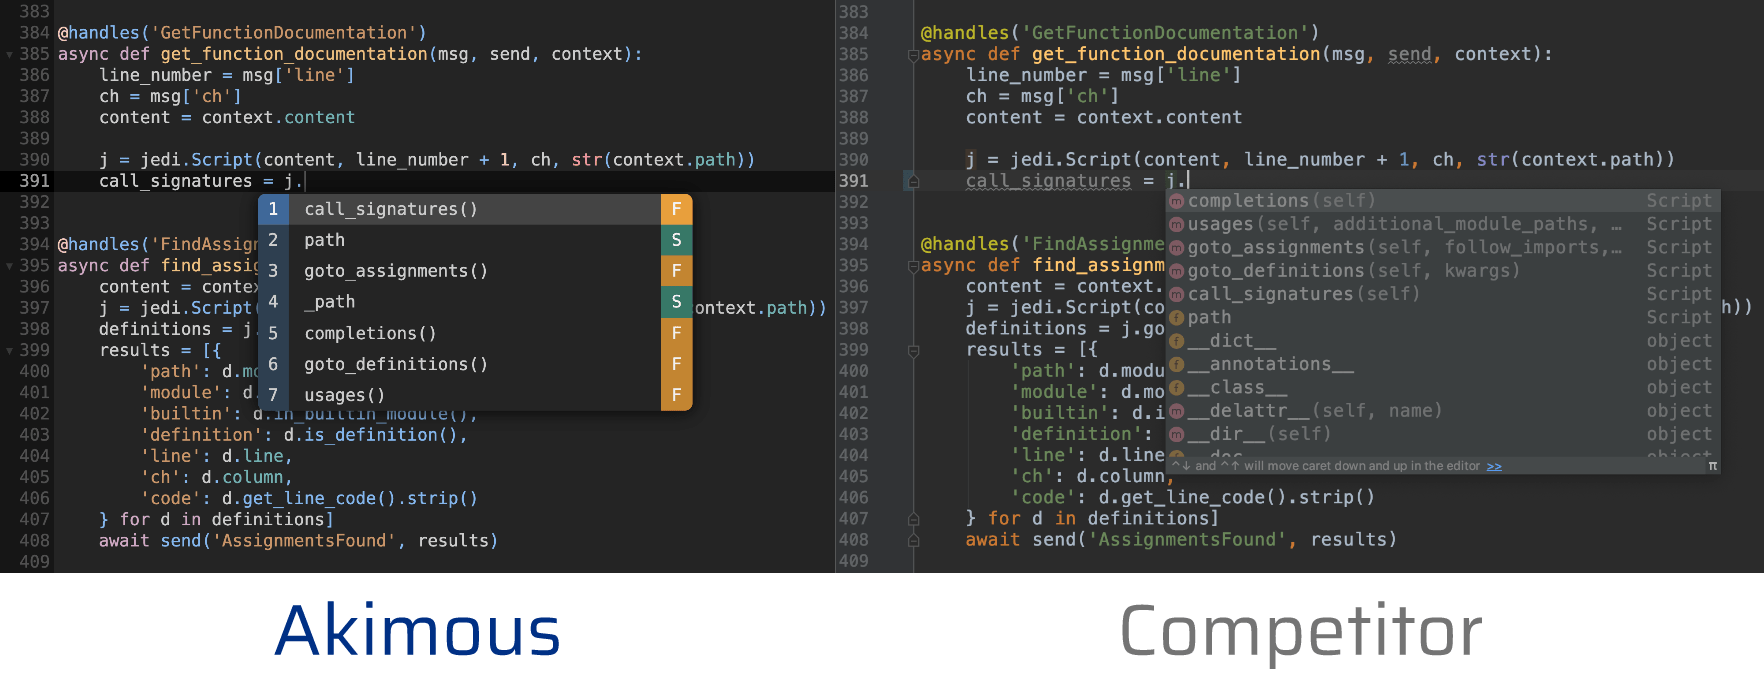 383
384 @handles('GetFunctionDocumentation')
385 async def get_function_documentation(msg, send, context):
386 line_number = msg['line']
387 ch = msg['ch']
388 content = context.content
389
390 j = jedi.Script(content, line_number + 1, ch, str(context.path))
391 call_signatures = j.
392
393
394 @handles('FindAssig
395 async def find_assig
396 content = conte
397 j = jedi.Script( ontext.path))
398 definitions = j.
399 results = [{
400 'path': d.mo
401 'module': d.
402 'builtin': d.in_builtin_module(),
403 'definition': d.is_definition(),
404 'line': d.line,
405 'ch': d.column,
406 'code': d.get_line_code().strip()
407 } for d in definitions]
408 await send('AssignmentsFound', results)
409
1 call_signatures() F
2 path S
3 goto_assignments() F
4 _path S
5 completions() F
6 goto_definitions() F
7 usages() F
Akimous
383
384 @handles('GetFunctionDocumentation')
385 async def get_function_documentation(msg, send, context):
386 line_number = msg['line']
387 ch = msg['ch']
388 content = context.content
389
390 j = jedi.Script(content, line_number + 1, ch, str(context.path))
391 call_signatures = j.
392
393
394 @handles('FindAssignme
395 async def find_assignm
396 content = context.
397 j = jedi.Script(co h))
398 definitions = j.go
399 results = [{
400 'path': d.modu
401 'module': d.mo
402 'builtin': d.i
403 'definition':
404 'line': d.line
405 'ch': d.column,
406 'code': d.get_line_code().strip()
407 } for d in definitions]
408 await send('AssignmentsFound', results)
409
m completions(self) Script
m usages(self, additional_module_paths, … Script
m goto_assignments(self, follow_imports,… Script
m goto_definitions(self, kwargs) Script
m call_signatures(self) Script
f path Script
f __dict__ object
f __annotations__ object
f __class__ object
m __delattr__(self, name) object
m __dir__(self) object
f __doc__ object
^↓ and ^↑ will move caret down and up in the editor >> π
Competitor